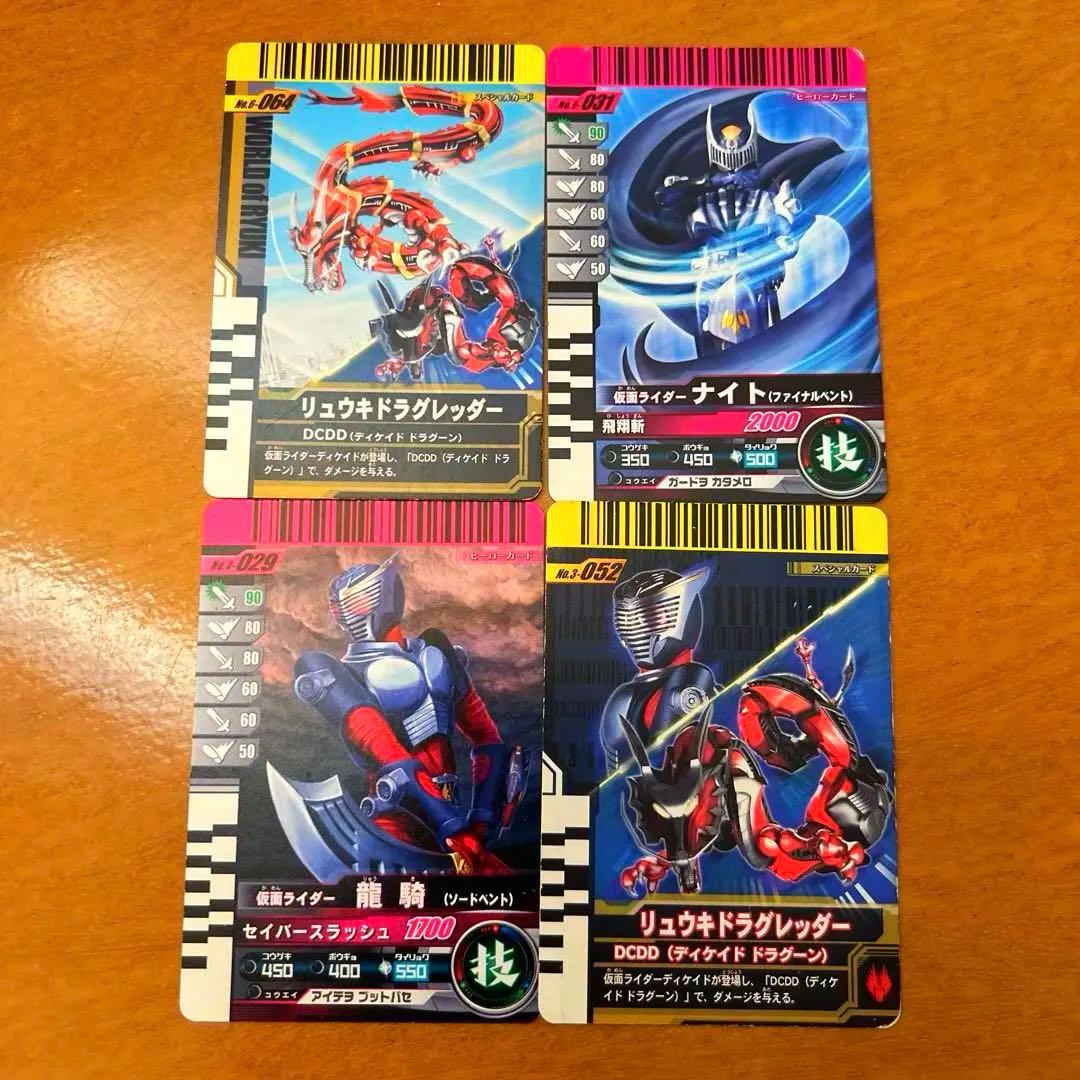 No.6-064
スペシャルカード
WORLD of RYUKI
リュウキドラグレッダー
DCDD (ディケイド ドラグーン)
仮面ライダーディケイドが登場し、「DCDD (ディケイド ドラ
グーン) 」で、ダメージを与える。
No.6-031
ヒーローカード
90
80
80
60
60
50
仮面ライダー ナイト (ファイナルベント)
飛翔斬 2000
コウゲキ ボウギョ タイリョク
350 450 500
技
コウエイ ガードヲ カタメロ
No.4-029
ヒーローカード
90
80
80
60
60
50
仮面ライダー 龍騎 (ソードベント)
セイバースラッシュ 1700
コウゲキ ボウギョ タイリョク
450 400 550
技
コウエイ アイテヲ ブットバセ
No.3-052
スペシャルカード
リュウキドラグレッダー
DCDD (ディケイド ドラグーン)
仮面ライダーディケイドが登場し、「DCDD (ディケ
イド ドラグーン) 」で、ダメージを与える。